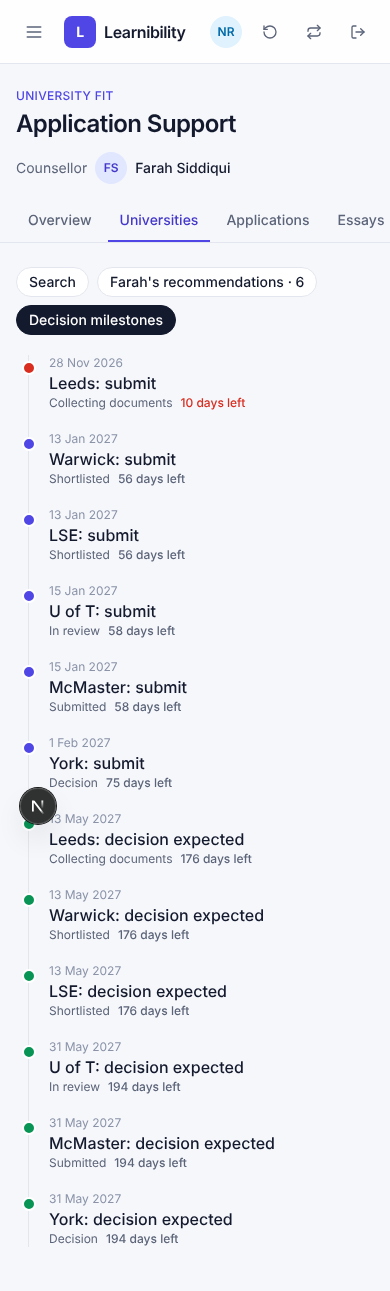 L Learnibility NR
UNIVERSITY FIT
Application Support
Counsellor FS Farah Siddiqui
Overview Universities Applications Essays
Search Farah's recommendations · 6
Decision milestones
28 Nov 2026
Leeds: submit
Collecting documents 10 days left
13 Jan 2027
Warwick: submit
Shortlisted 56 days left
13 Jan 2027
LSE: submit
Shortlisted 56 days left
15 Jan 2027
U of T: submit
In review 58 days left
15 Jan 2027
McMaster: submit
Submitted 58 days left
1 Feb 2027
York: submit
Decision 75 days left
N
13 May 2027
Leeds: decision expected
Collecting documents 176 days left
13 May 2027
Warwick: decision expected
Shortlisted 176 days left
13 May 2027
LSE: decision expected
Shortlisted 176 days left
31 May 2027
U of T: decision expected
In review 194 days left
31 May 2027
McMaster: decision expected
Submitted 194 days left
31 May 2027
York: decision expected
Decision 194 days left